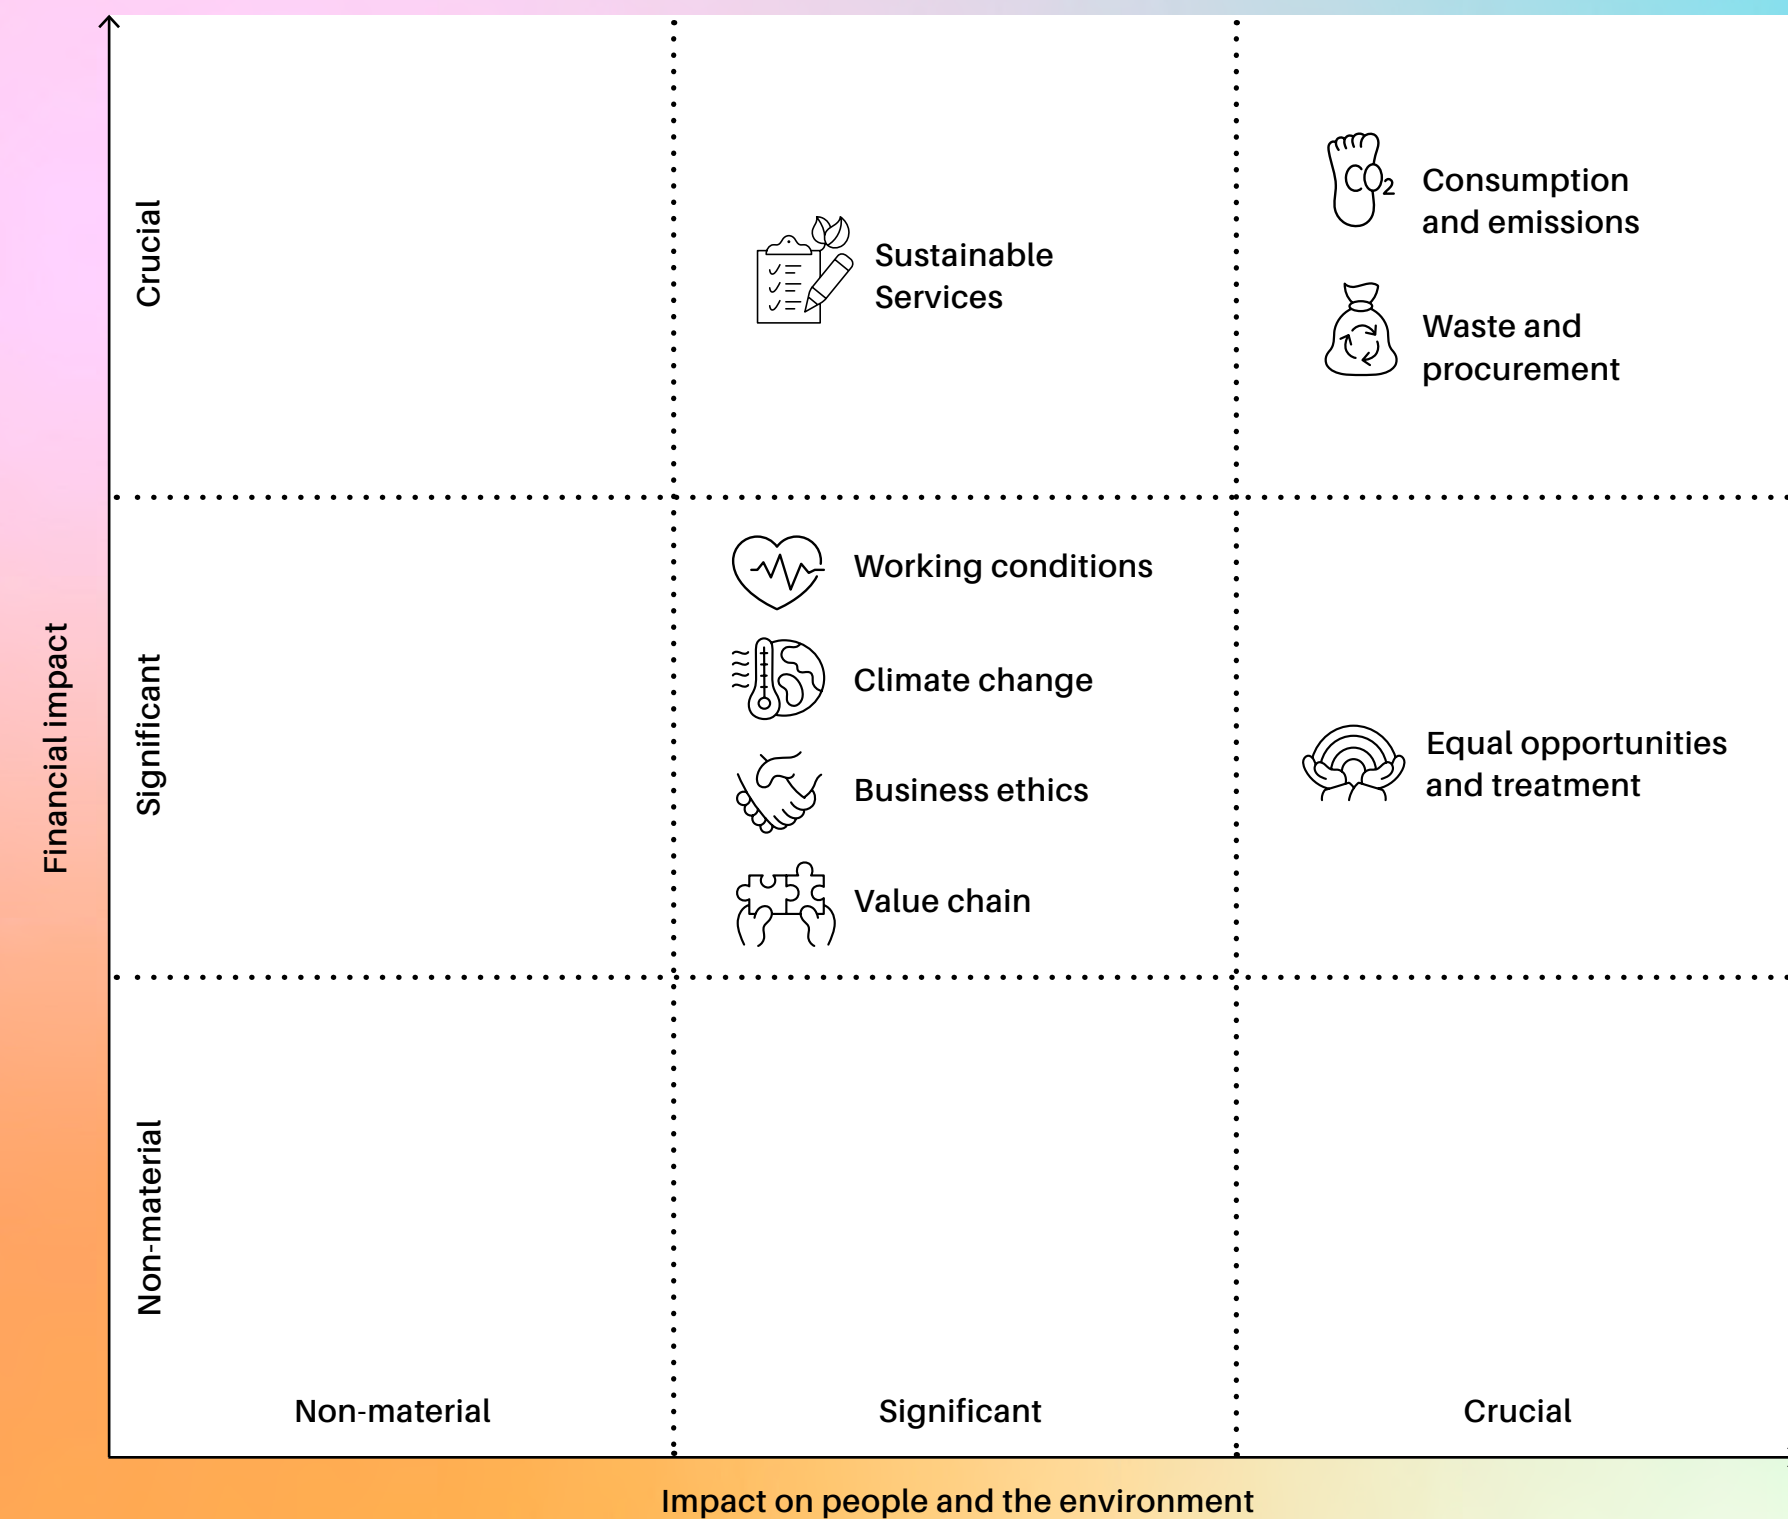 Financial impact
Crucial
Significant
Non-material
Sustainable
Services
CO2
Consumption
and emissions
Waste and
procurement
Working conditions
Climate change
Business ethics
Value chain
Equal opportunities
and treatment
Non-material
Significant
Crucial
Impact on people and the environment